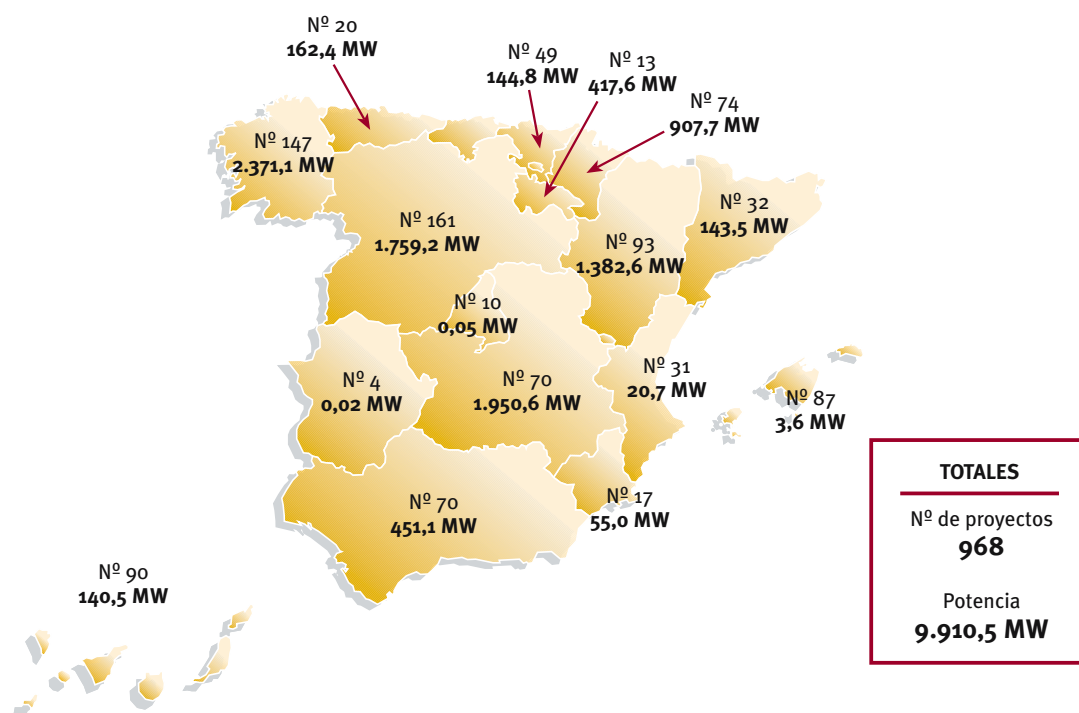 Nº 20
162,4 MW
Nº 49
144,8 MW
Nº 13
417,6 MW
Nº 74
907,7 MW
Nº 147
2.371,1 MW
Nº 161
1.759,2 MW
Nº 93
1.382,6 MW
Nº 32
143,5 MW
Nº 10
0,05 MW
Nº 4
0,02 MW
Nº 70
1.950,6 MW
Nº 31
20,7 MW
Nº 87
3,6 MW
Nº 70
451,1 MW
Nº 17
55,0 MW
Nº 90
140,5 MW
TOTALES
Nº de proyectos
968
Potencia
9.910,5 MW